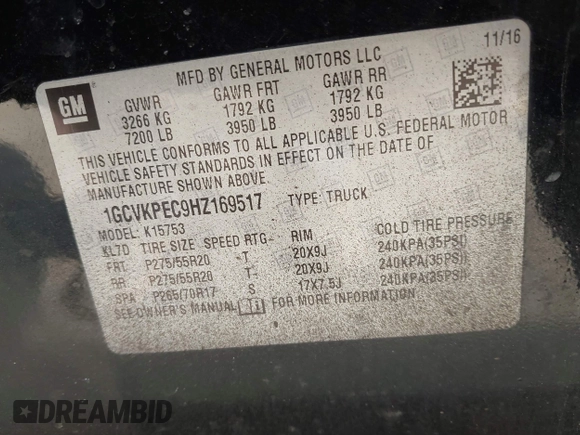 MFD BY GENERAL MOTORS LLC
11/16
GM
GVWR GAWR FRT GAWR RR
3266 KG 1792 KG 1792 KG
7200 LB 3950 LB 3950 LB
THIS VEHICLE CONFORMS TO ALL APPLICABLE U.S. FEDERAL MOTOR
VEHICLE SAFETY STANDARDS IN EFFECT ON THE DATE OF
MANUFACTURE SHOWN ABOVE
1GCVKPEC9HZ169517 TYPE: TRUCK
MODEL: K15753
XL7D TIRE SIZE SPEED RTG RIM COLD TIRE PRESSURE
FRT P275/55R20 -T- 20X9J 240KPA(35PSI)
RR P275/55R20 T- 20X9J 240KPA(35PSI)
SPA P265/70R17 S 17X7.5J 240KPA(35PSI)
SEE OWNER'S MANUAL
DREAMBID